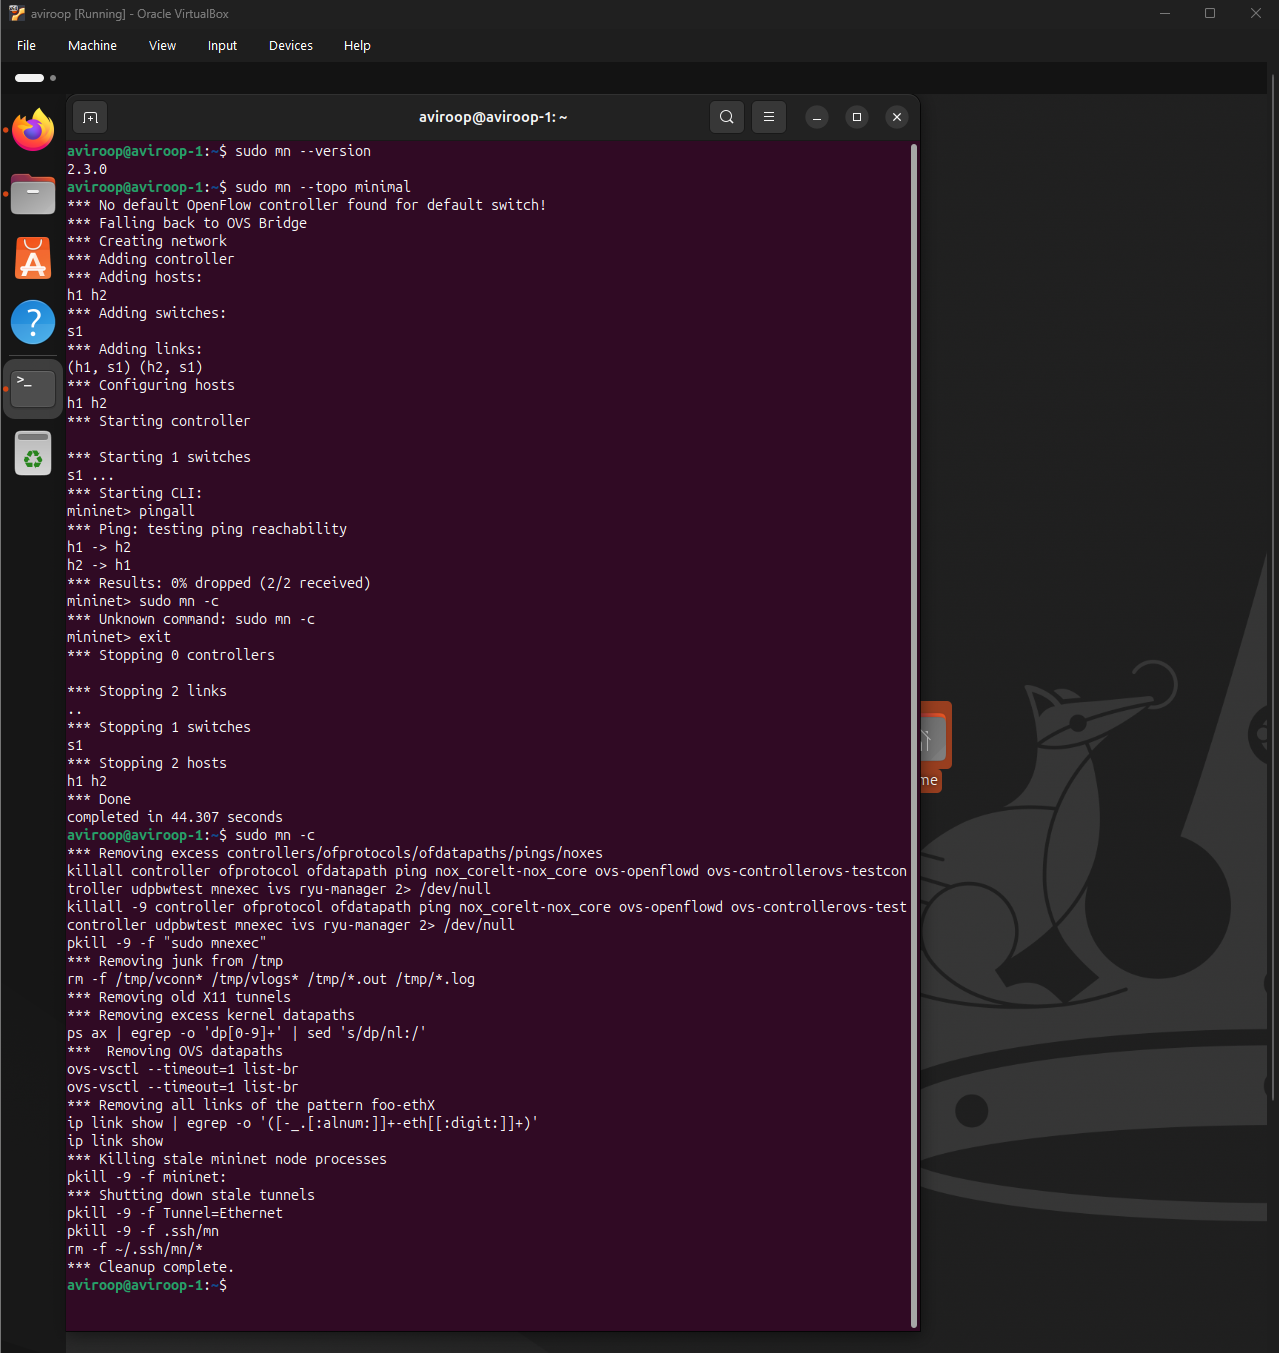 aviroop [Running] - Oracle VirtualBox
File Machine View Input Devices Help
aviroop@aviroop-1: ~
aviroop@aviroop-1:~$ sudo mn --version
2.3.0
aviroop@aviroop-1:~$ sudo mn --topo minimal
*** No default OpenFlow controller found for default switch!
*** Falling back to OVS Bridge
*** Creating network
*** Adding controller
*** Adding hosts:
h1 h2
*** Adding switches:
s1
*** Adding links:
(h1, s1) (h2, s1)
*** Configuring hosts
h1 h2
*** Starting controller

*** Starting 1 switches
s1 ...
*** Starting CLI:
mininet> pingall
*** Ping: testing ping reachability
h1 -> h2
h2 -> h1
*** Results: 0% dropped (2/2 received)
mininet> sudo mn -c
*** Unknown command: sudo mn -c
mininet> exit
*** Stopping 0 controllers

*** Stopping 2 links
..
*** Stopping 1 switches
s1
*** Stopping 2 hosts
h1 h2
*** Done
completed in 44.307 seconds
aviroop@aviroop-1:~$ sudo mn -c
*** Removing excess controllers/ofprotocols/ofdatapaths/pings/noxes
killall controller ofprotocol ofdatapath ping nox_corelt-nox_core ovs-openflowd ovs-controllerovs-testcon
troller udpbwtest mnexec ivs ryu-manager 2> /dev/null
killall -9 controller ofprotocol ofdatapath ping nox_corelt-nox_core ovs-openflowd ovs-controllerovs-test
controller udpbwtest mnexec ivs ryu-manager 2> /dev/null
pkill -9 -f "sudo mnexec"
*** Removing junk from /tmp
rm -f /tmp/vconn* /tmp/vlogs* /tmp/*.out /tmp/*.log
*** Removing old X11 tunnels
*** Removing excess kernel datapaths
ps ax | egrep -o 'dp[0-9]+' | sed 's/dp/nl:/'
***  Removing OVS datapaths
ovs-vsctl --timeout=1 list-br
ovs-vsctl --timeout=1 list-br
*** Removing all links of the pattern foo-ethX
ip link show | egrep -o '([-_.[:alnum:]]+-eth[[:digit:]]+)'
ip link show
*** Killing stale mininet node processes
pkill -9 -f mininet:
*** Shutting down stale tunnels
pkill -9 -f Tunnel=Ethernet
pkill -9 -f .ssh/mn
rm -f ~/.ssh/mn/*
*** Cleanup complete.
aviroop@aviroop-1:~$
me